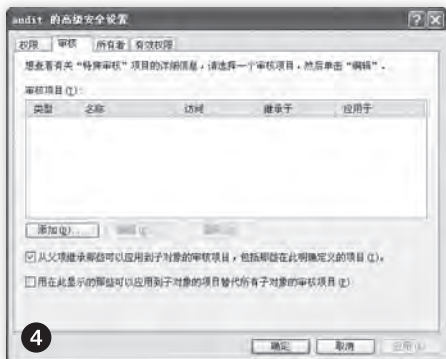 audit 的高级安全设置
权限 审核 所有者 有效权限
想查看有关“特殊审核”项目的详细信息，请选择一个审核项目，然后单击“编辑”。
审核项目(T):
类型 名称 访问 继承于 应用于
添加(D)...
☑从父项继承那些可以应用到子对象的审核项目，包括那些在此明确定义的项目(I)。
☐用在此显示的那些可以应用到子对象的项目替代所有子对象的审核项目(P)
4
确定 取消 应用(A)